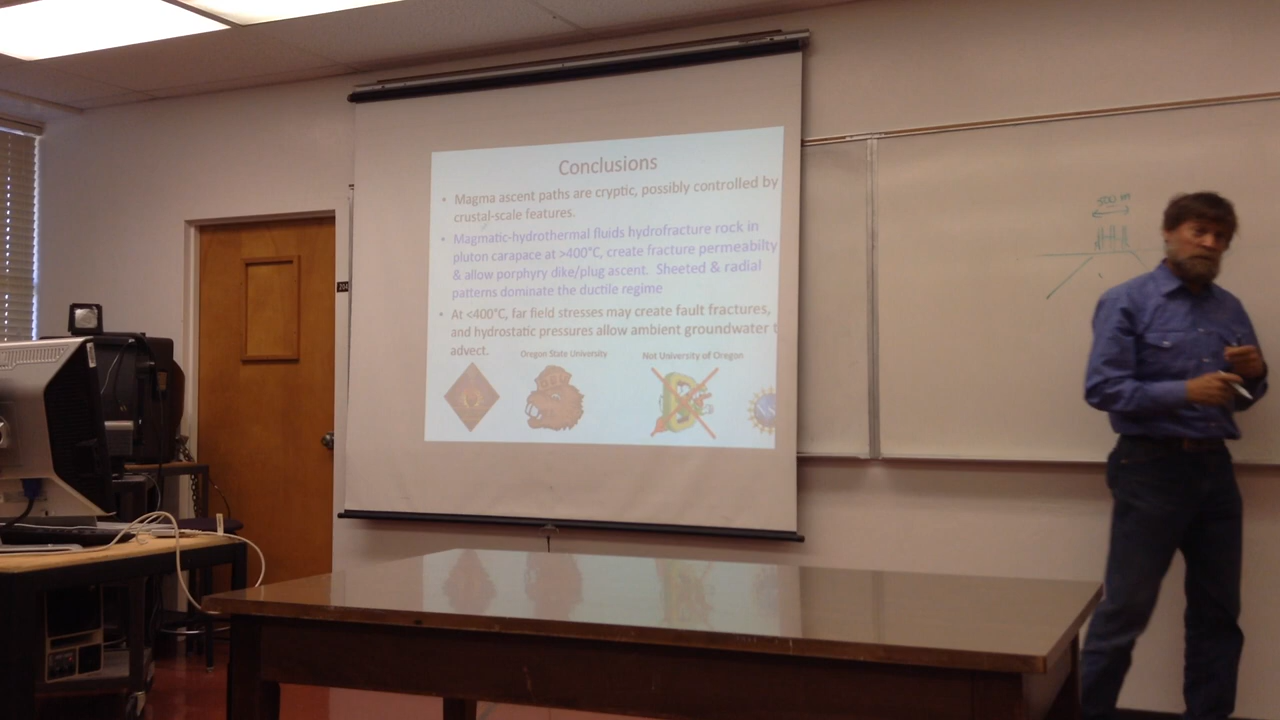 Conclusions
• Magma ascent paths are cryptic, possibly controlled by
crustal-scale features.
• Magmatic-hydrothermal fluids hydrofracture rock in
pluton carapace at >400°C, create fracture permeabilty
& allow porphyry dike/plug ascent. Sheeted & radial
patterns dominate the ductile regime
• At <400°C, far field stresses may create fault fractures,
and hydrostatic pressures allow ambient groundwater t
advect.
Oregon State University
Not University of Oregon
204
500 m